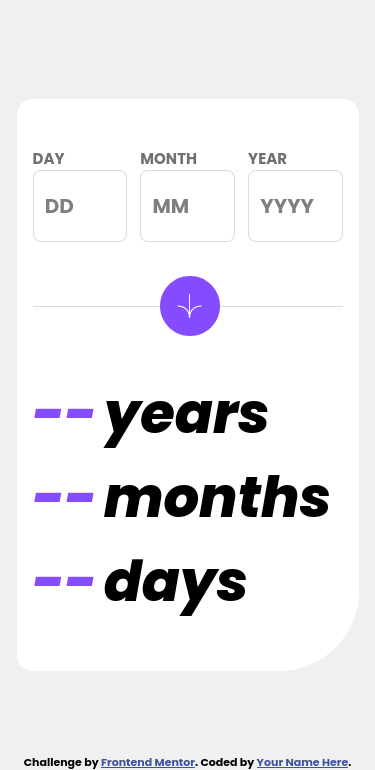 DAY MONTH YEAR
DD MM YYYY
-- years
-- months
-- days
Challenge by Frontend Mentor. Coded by Your Name Here.